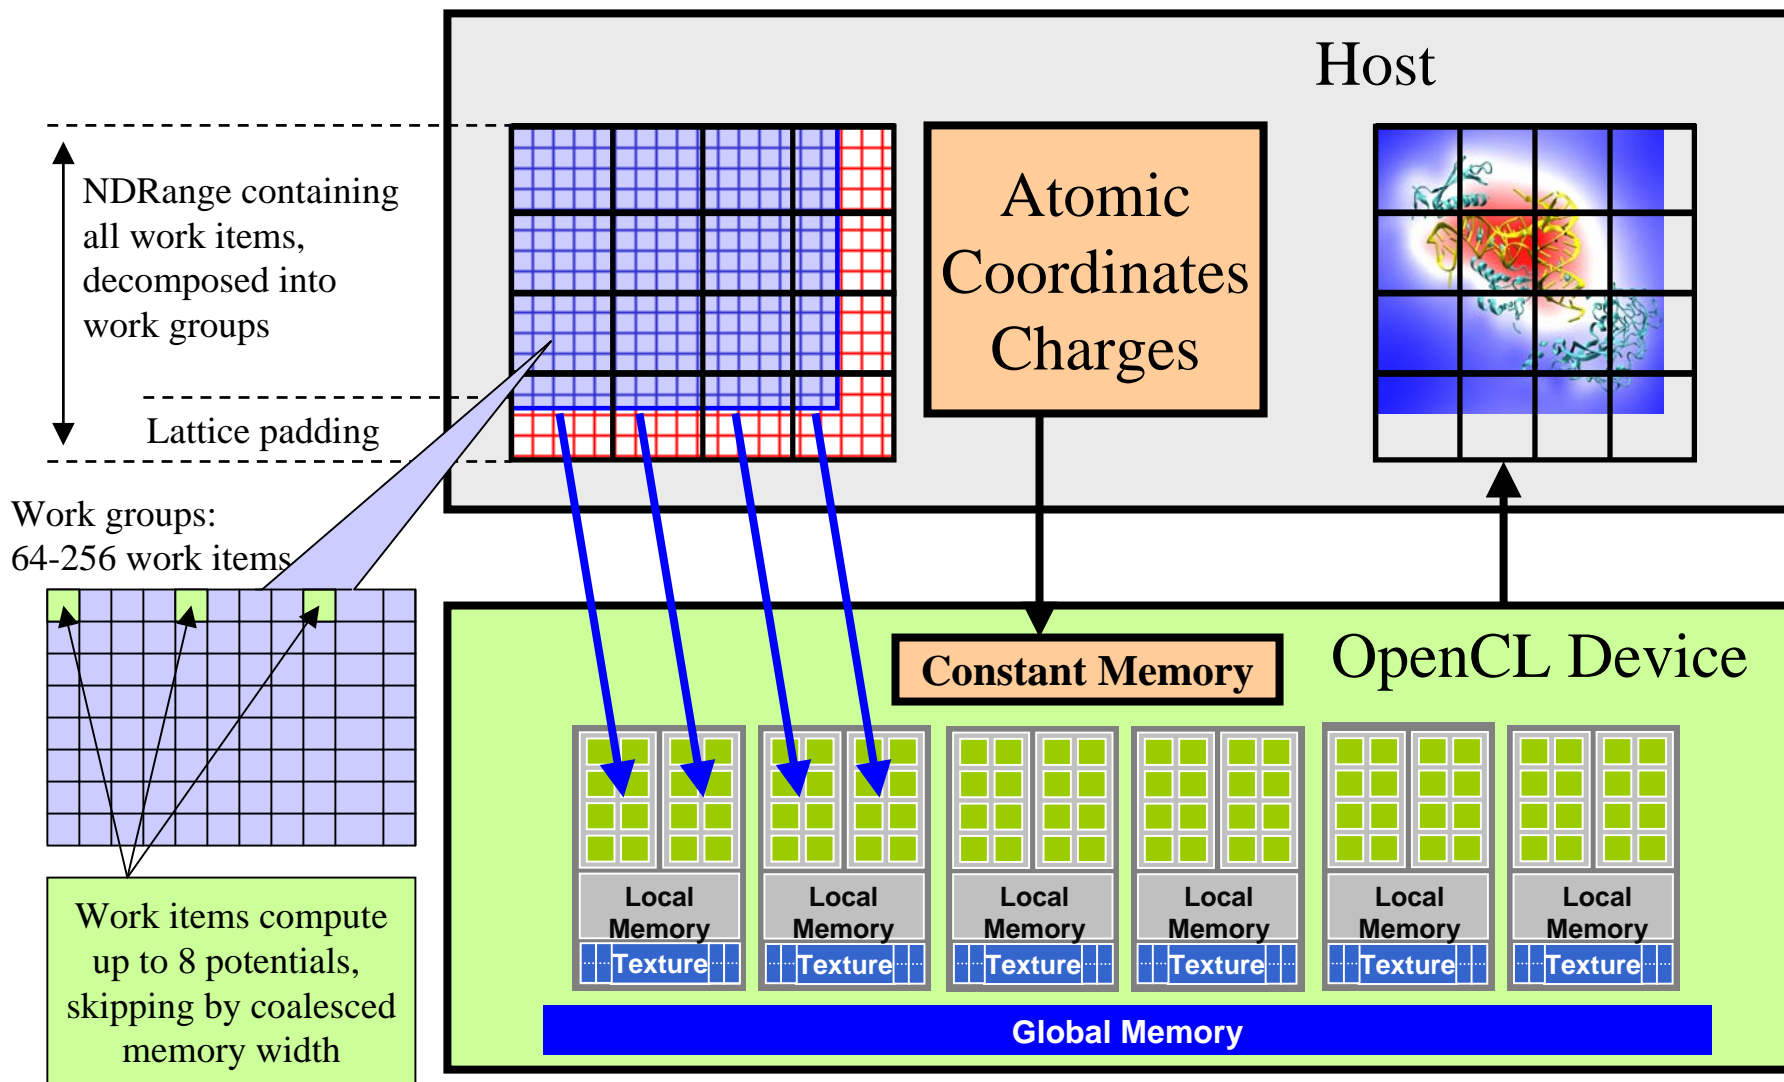 Host
NDRange containing
all work items,
decomposed into
work groups
Lattice padding
Atomic
Coordinates
Charges
Work groups:
64-256 work items
Work items compute
up to 8 potentials,
skipping by coalesced
memory width
OpenCL Device
Constant Memory
Local
Memory
Texture
Local
Memory
Texture
Local
Memory
Texture
Local
Memory
Texture
Local
Memory
Texture
Local
Memory
Texture
Global Memory